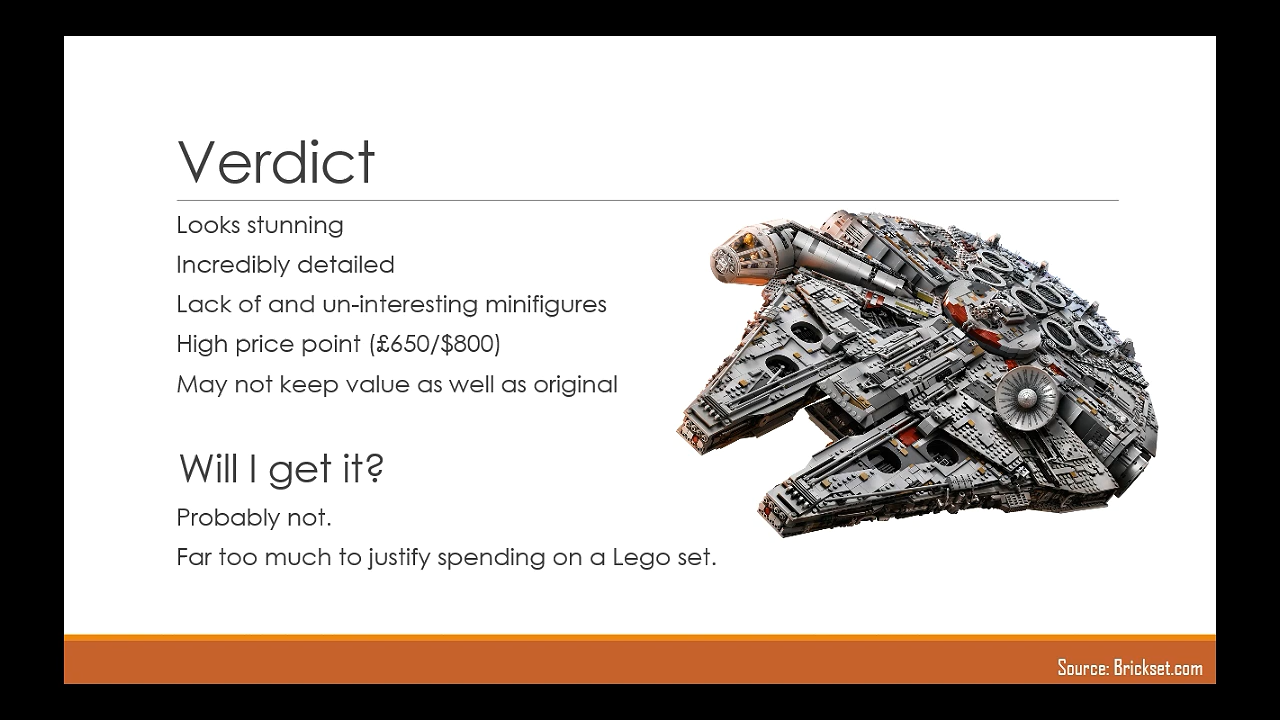 Verdict
Looks stunning
Incredibly detailed
Lack of and un-interesting minifigures
High price point (£650/$800)
May not keep value as well as original
Will I get it?
Probably not.
Far too much to justify spending on a Lego set.
Source: Brickset.com